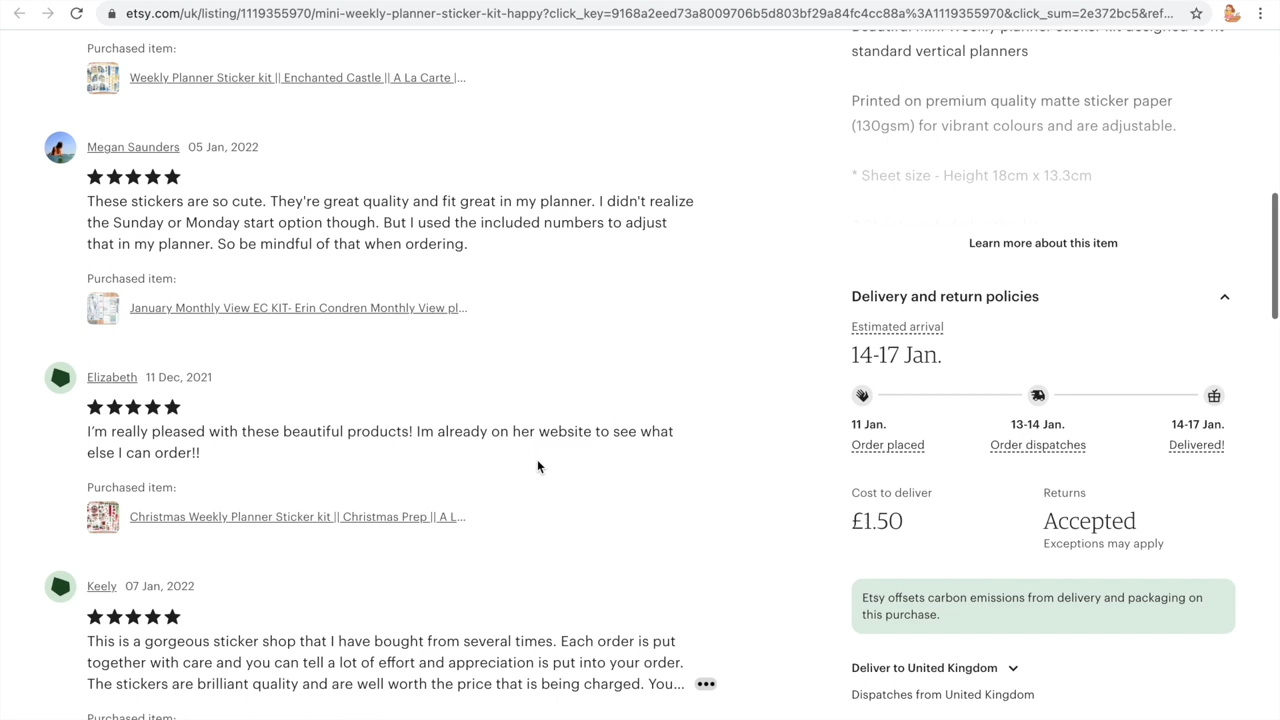 etsy.com/uk/listing/1119355970/mini-weekly-planner-sticker-kit-happy?click_key=9168a2eed73a8009706b5d803bf29a84fc4cc88a%3A1119355970&click_sum=2e372bc5&ref...
Purchased item:
Weekly Planner Sticker kit || Enchanted Castle || A La Carte |...
Megan Saunders 05 Jan, 2022
These stickers are so cute. They're great quality and fit great in my planner. I didn't realize
the Sunday or Monday start option though. But I used the included numbers to adjust
that in my planner. So be mindful of that when ordering.
Purchased item:
January Monthly View EC KIT- Erin Condren Monthly View pl...
Elizabeth 11 Dec, 2021
I'm really pleased with these beautiful products! Im already on her website to see what
else I can order!!
Purchased item:
Christmas Weekly Planner Sticker kit || Christmas Prep || A L...
Keely 07 Jan, 2022
This is a gorgeous sticker shop that I have bought from several times. Each order is put
together with care and you can tell a lot of effort and appreciation is put into your order.
The stickers are brilliant quality and are well worth the price that is being charged. You...
Purchased item:
standard vertical planners
Printed on premium quality matte sticker paper
(130gsm) for vibrant colours and are adjustable.
* Sheet size - Height 18cm x 13.3cm
Learn more about this item
Delivery and return policies
Estimated arrival
14-17 Jan.
11 Jan. 13-14 Jan. 14-17 Jan.
Order placed Order dispatches Delivered!
Cost to deliver Returns
£1.50 Accepted
Exceptions may apply
Etsy offsets carbon emissions from delivery and packaging on
this purchase.
Deliver to United Kingdom
Dispatches from United Kingdom